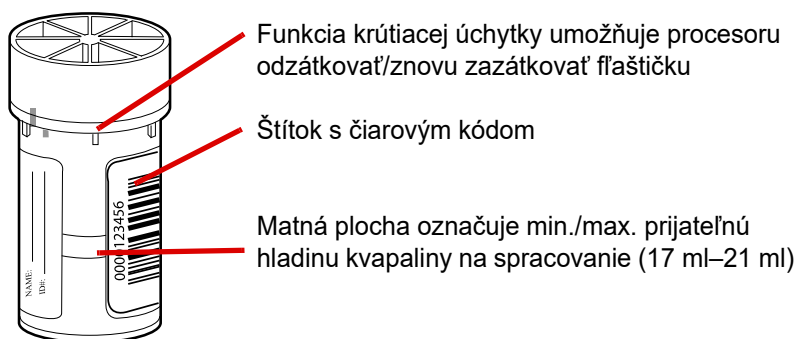 Funkcia krútiacej úchytky umožňuje procesoru
odzátkovať/znovu zazátkovať fľaštičku
Štítok s čiarovým kódom
Matná plocha označuje min./max. prijateľnú
hladinu kvapaliny na spracovanie (17 ml–21 ml)
NAME:
ID#:
0000123456